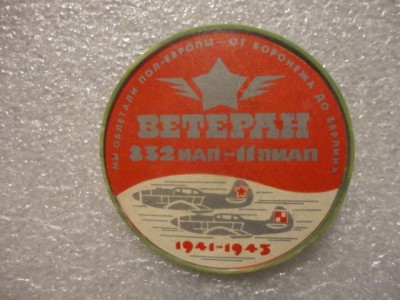 МЫ ОБЛЕТАЛИ ПОЛ-ЕВРОПЫ — ОТ ВОРОНЕЖА ДО БЕРЛИНА
ВЕТЕРАН
832 ИАП – 11 ПИАП
1941-1945